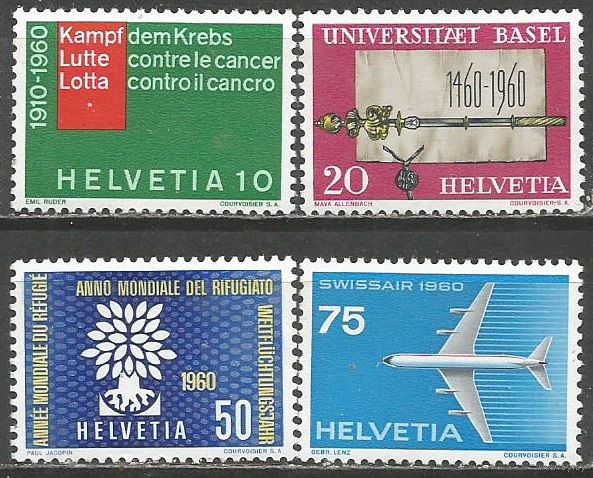 1910-1960
Kampf dem Krebs
Lutte contre le cancer
Lotta contro il cancro
HELVETIA 10
EMIL RUDER COURVOISIER S.A.
UNIVERSITÆT BASEL
1460-1960
20 HELVETIA
MAYA ALLENBACH COURVOISIER-S.A.
ANNÉE MONDIALE DU RÉFUGIÉ
ANNO MONDIALE DEL RIFUGIATO
WELTFLÜCHTLINGSJAHR
1960
HELVETIA 50
PAUL JACOPIN COURVOISIER S.A.
SWISSAIR 1960
75
HELVETIA
GEBR. LENZ COURVOISIER S.A.